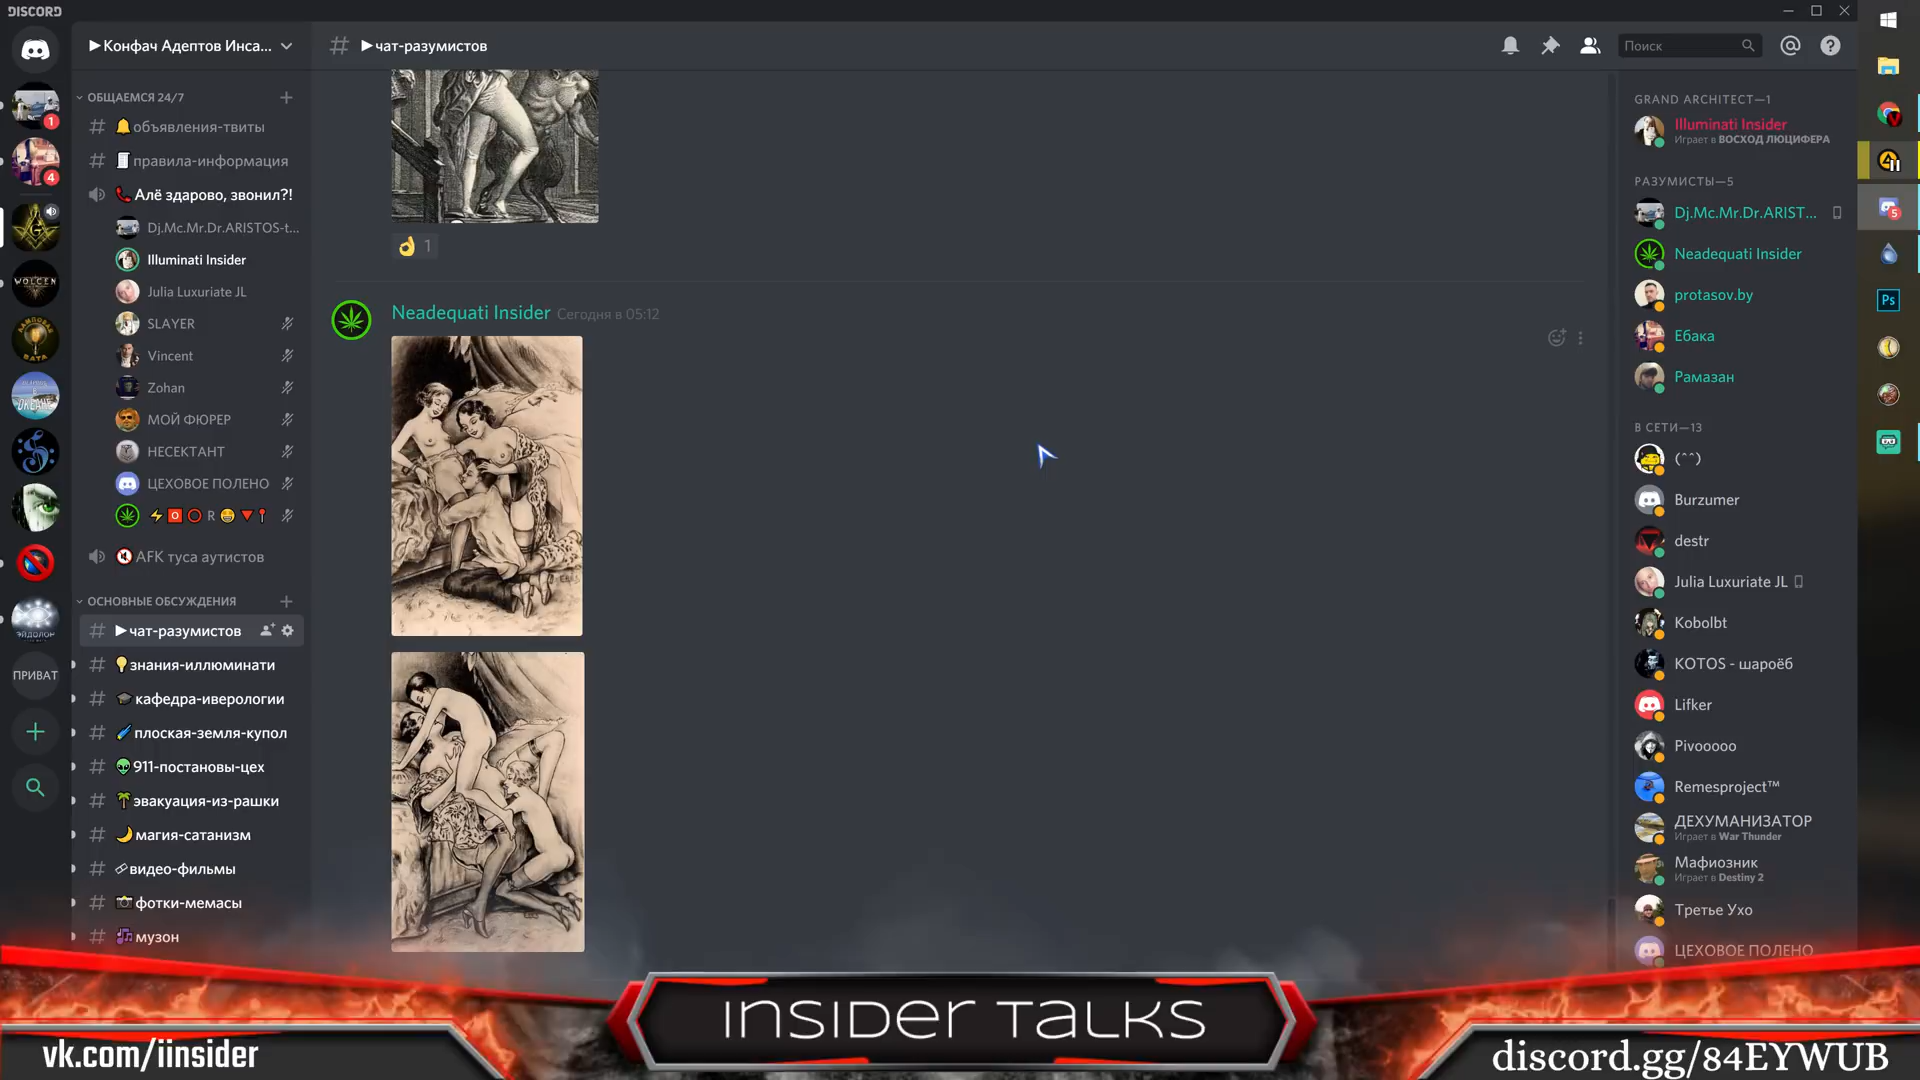 DISCORD
▶Конфач Адептов Инса...
ОБЩАЕМСЯ 24/7
объявления-твиты
правила-информация
Алё здарово, звонил?!
Dj.Mc.Mr.Dr.ARISTOS-t...
Illuminati Insider
Julia Luxuriate JL
SLAYER
Vincent
Zohan
МОЙ ФЮРЕР
НЕСЕКТАНТ
ЦЕХОВОЕ ПОЛЕНО
⚡🅾⭕ R 😄🔻📍
AFK туса аутистов
ОСНОВНЫЕ ОБСУЖДЕНИЯ
▶чат-разумистов
знания-иллюминати
кафедра-иверологии
плоская-земля-купол
911-постановы-цех
эвакуация-из-рашки
магия-сатанизм
видео-фильмы
фотки-мемасы
музон
1
4
WOLCEN
ЭЙДОЛОН
ПРИВАТ
# ▶чат-разумистов
Поиск
👌 1
Neadequati Insider Сегодня в 05:12
GRAND ARCHITECT—1
Illuminati Insider
Играет в ВОСХОД ЛЮЦИФЕРА
РАЗУМИСТЫ—5
Dj.Mc.Mr.Dr.ARIST...
Neadequati Insider
protasov.by
Ебака
Рамазан
В СЕТИ—13
(^^)
Burzumer
destr
Julia Luxuriate JL
Kobolbt
KOTOS - шароёб
Lifker
Pivooooo
Remesproject™
ДЕХУМАНИЗАТОР
Играет в War Thunder
Мафиозник
Играет в Destiny 2
Третье Ухо
ЦЕХОВОЕ ПОЛЕНО
5
Ps
INSIDER TALKS
vk.com/iinsider
discord.gg/84EYWUB